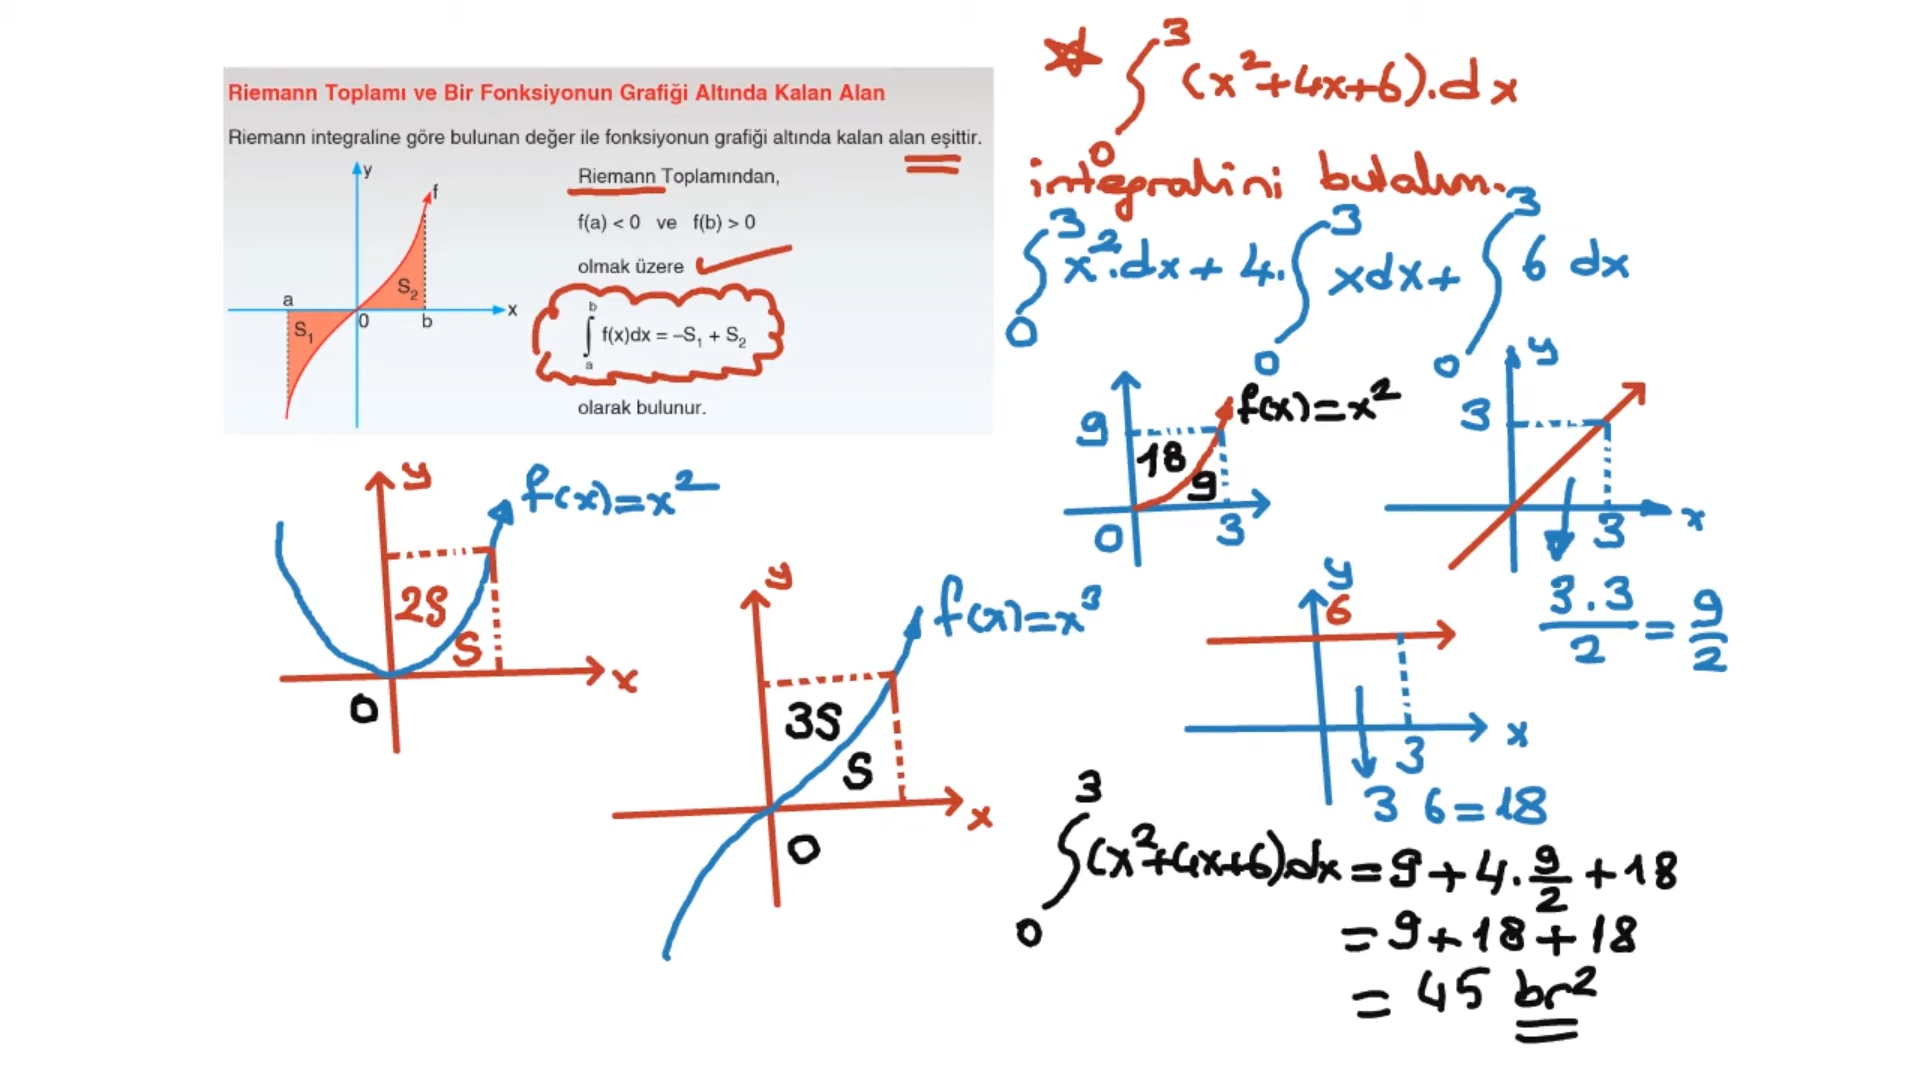 Riemann Toplamı ve Bir Fonksiyonun Grafiği Altında Kalan Alan
Riemann integraline göre bulunan değer ile fonksiyonun grafiği altında kalan alan eşittir.
y
f
S₂
a
x
S₁
0
b
Riemann Toplamından,
f(a) < 0 ve f(b) > 0
olmak üzere
∫ₐᵇ f(x)dx = –S₁ + S₂
olarak bulunur.
∫₀³ (x²+4x+6).dx
integralini bulalım.
∫₀³ x².dx + 4.∫₀³ xdx + ∫₀³ 6 dx
y
f(x)=x²
2S
S
x
0
y
f(x)=x³
3S
S
x
0
f(x)=x²
9
18
9
0
3
y
3
x
3
3.3/2 = 9/2
y
6
x
3
3 6=18
∫₀³ (x²+4x+6)dx = 9+4.9/2+18
= 9+18+18
= 45 br²